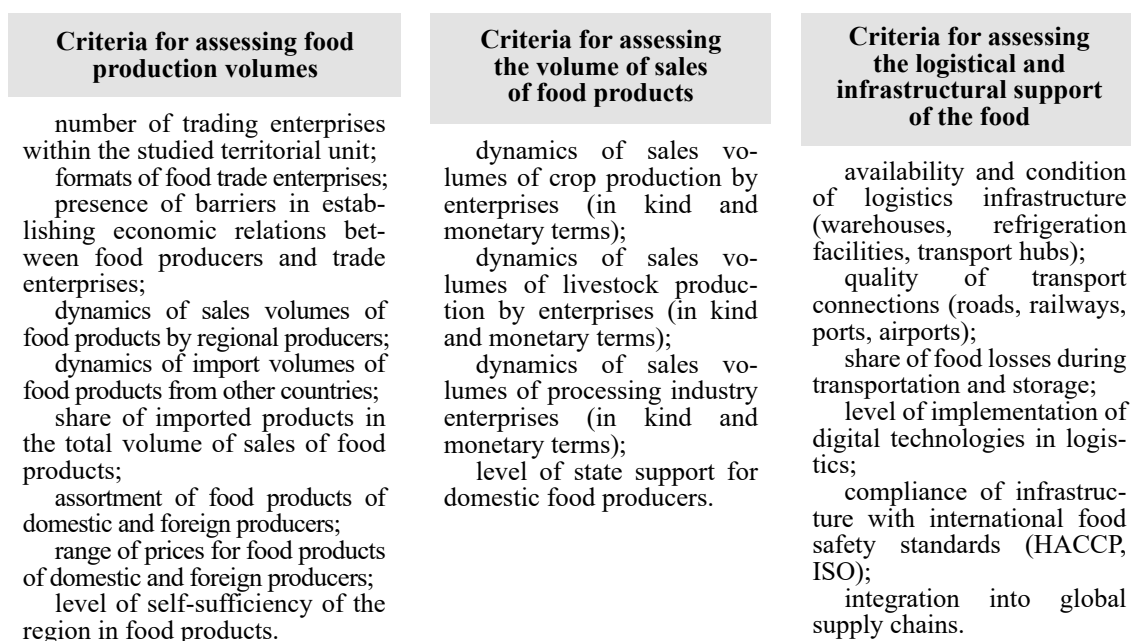 Criteria for assessing food
production volumes
number of trading enterprises
within the studied territorial unit;
formats of food trade enterprises;
presence of barriers in estab-
lishing economic relations bet-
ween food producers and trade
enterprises;
dynamics of sales volumes of
food products by regional producers;
dynamics of import volumes of
food products from other countries;
share of imported products in
the total volume of sales of food
products;
assortment of food products of
domestic and foreign producers;
range of prices for food products
of domestic and foreign producers;
level of self-sufficiency of the
region in food products.
Criteria for assessing
the volume of sales
of food products
dynamics of sales vo-
lumes of crop production by
enterprises (in kind and
monetary terms);
dynamics of sales vo-
lumes of livestock produc-
tion by enterprises (in kind
and monetary terms);
dynamics of sales vo-
lumes of processing industry
enterprises (in kind and
monetary terms);
level of state support for
domestic food producers.
Criteria for assessing
the logistical and
infrastructural support
of the food
availability and condition
of logistics infrastructure
(warehouses, refrigeration
facilities, transport hubs);
quality of transport
connections (roads, railways,
ports, airports);
share of food losses during
transportation and storage;
level of implementation of
digital technologies in logis-
tics;
compliance of infrastruc-
ture with international food
safety standards (HACCP,
ISO);
integration into global
supply chains.